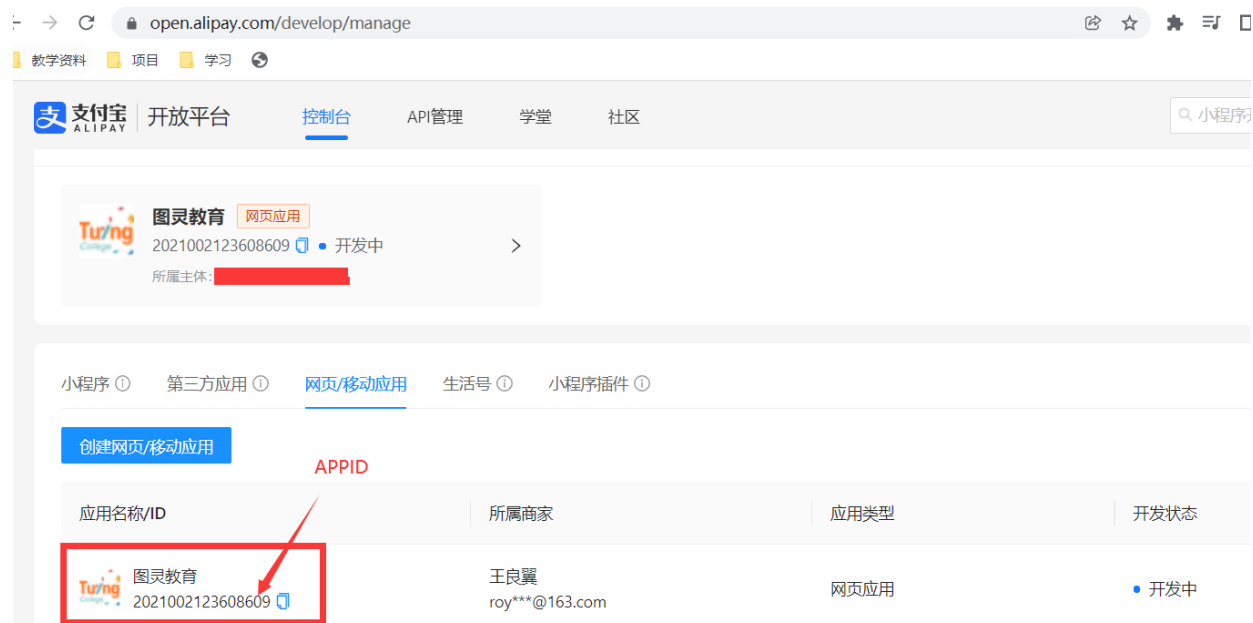 open.alipay.com/develop/manage
教学资料 项目 学习
支 支付宝 ALIPAY 开放平台 控制台 API管理 学堂 社区 小程序
Turing College 图灵教育 网页应用
2021002123608609 开发中
所属主体:
小程序 第三方应用 网页/移动应用 生活号 小程序插件
创建网页/移动应用
APPID
应用名称/ID 所属商家 应用类型 开发状态
Turing College 图灵教育 王良翼 网页应用 开发中
2021002123608609 roy***@163.com